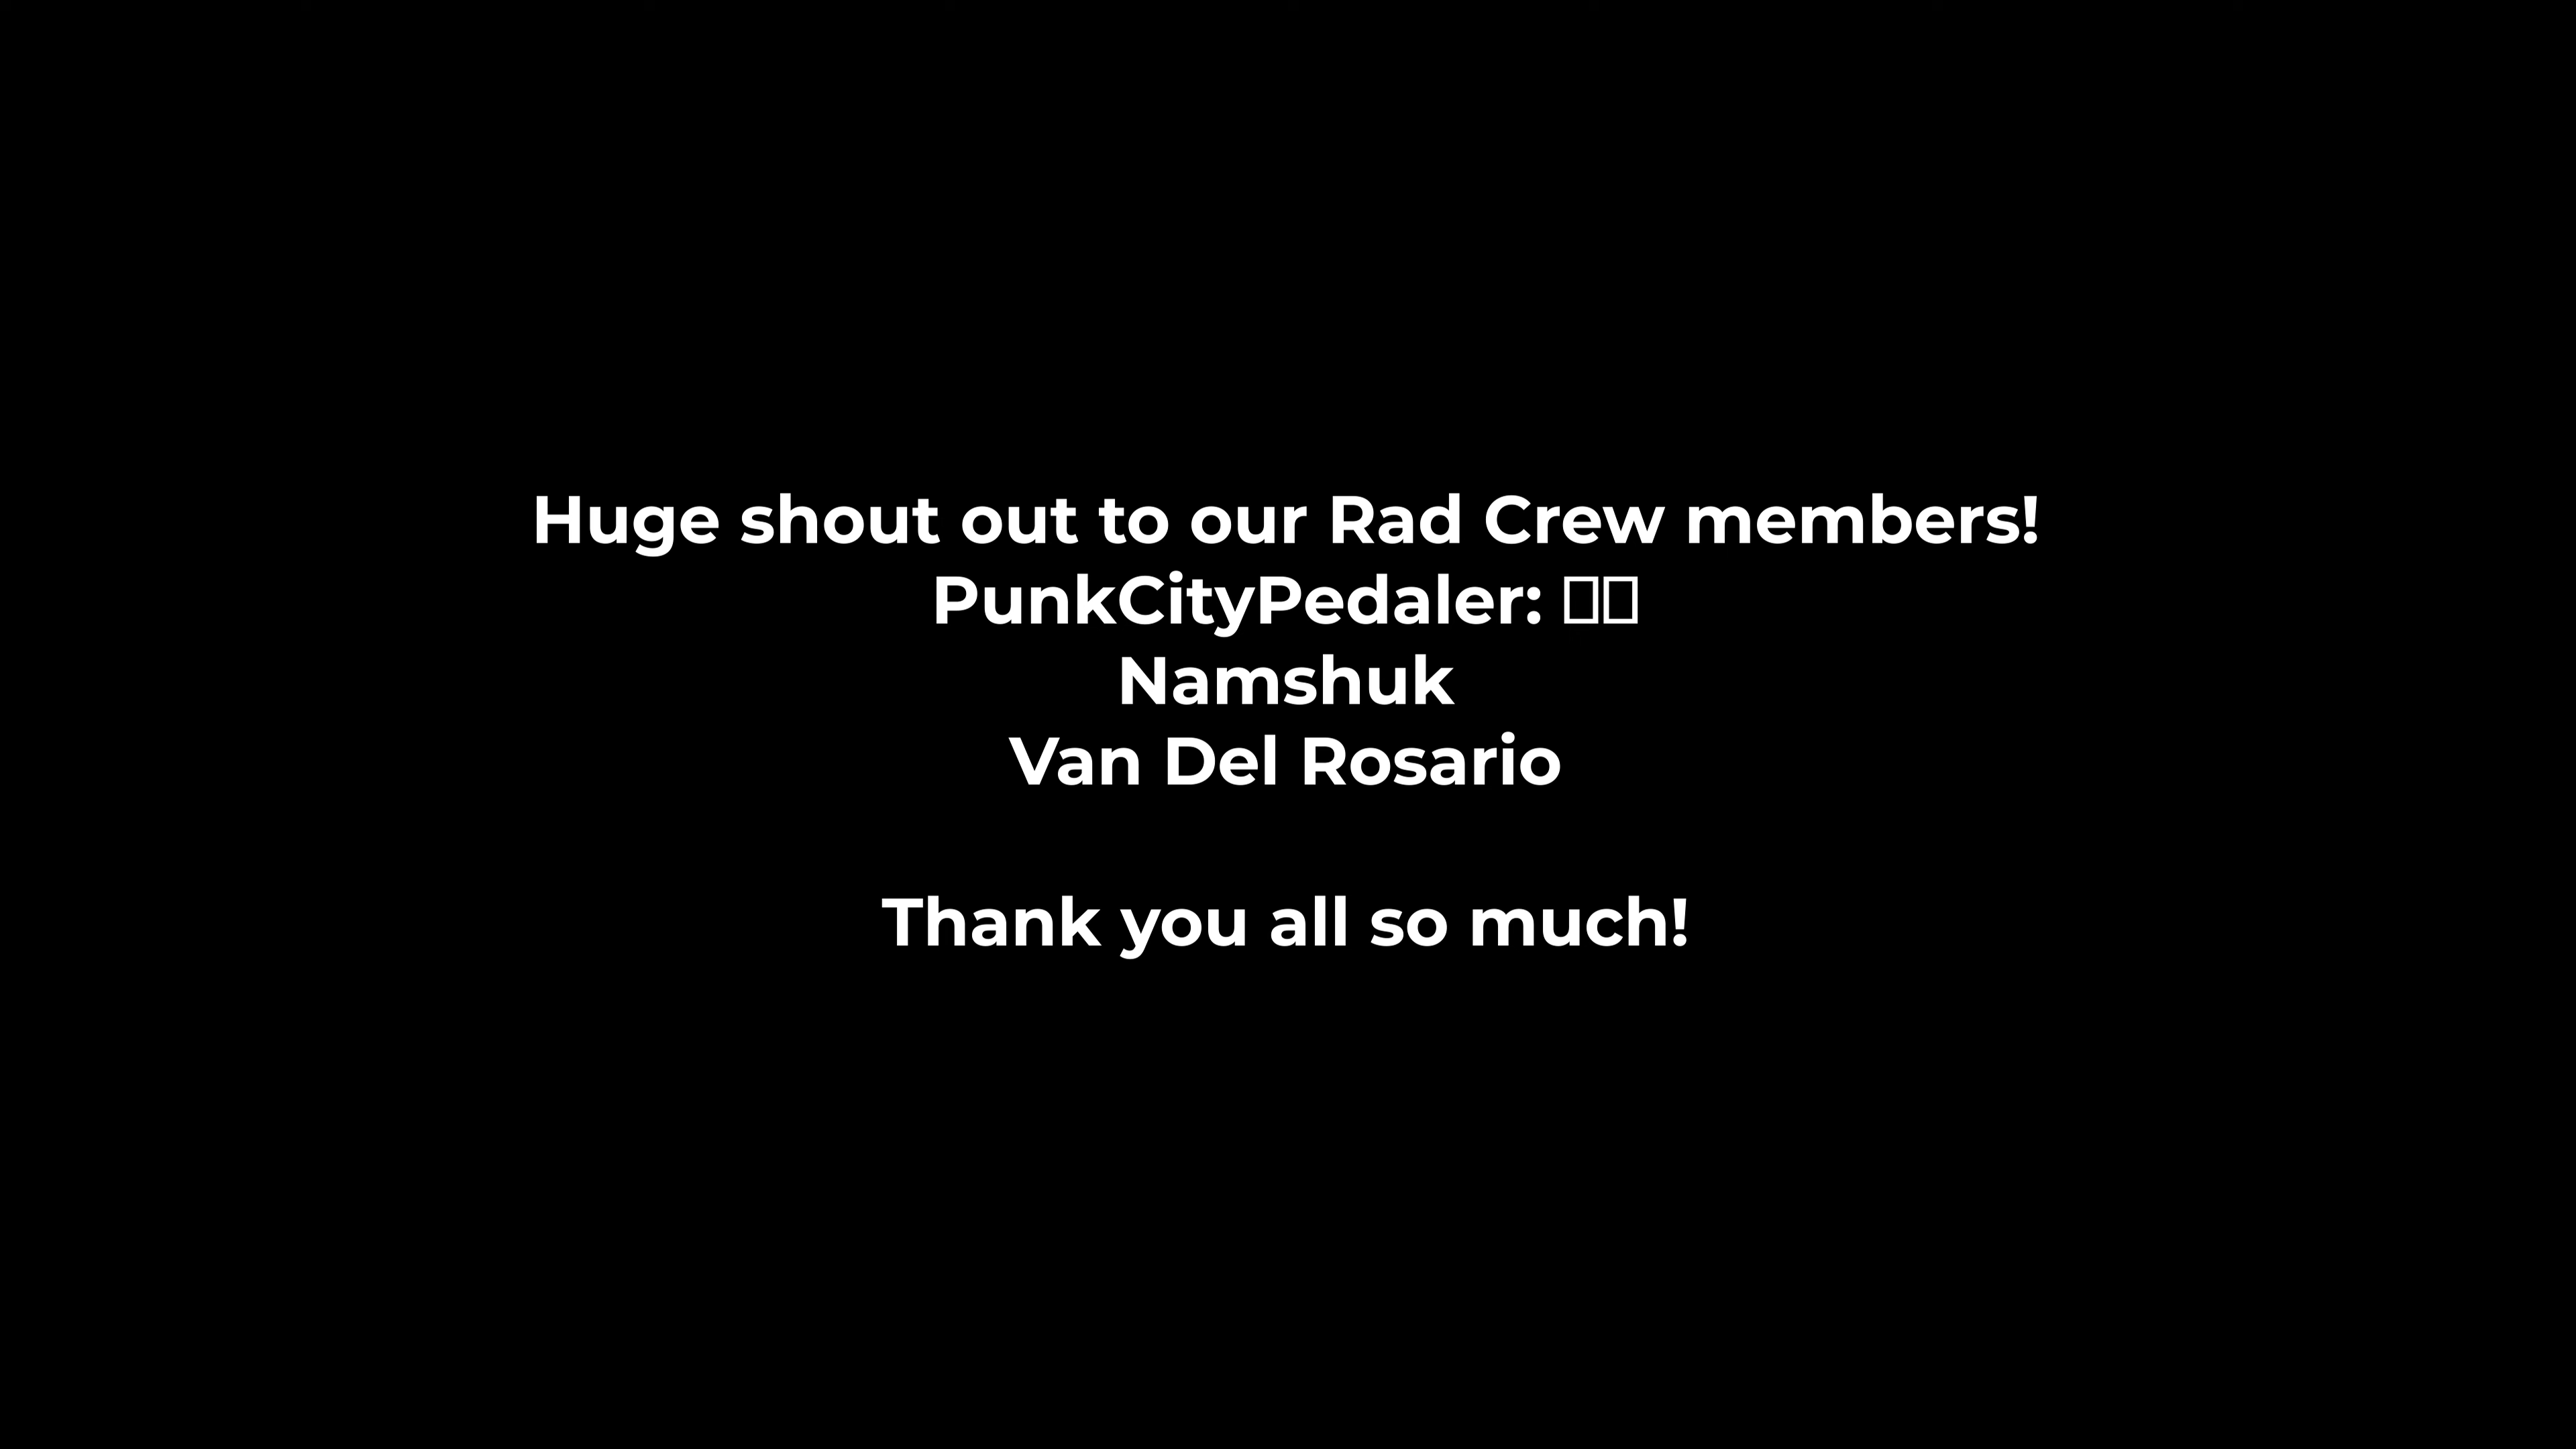 Huge shout out to our Rad Crew members!
PunkCityPedaler: 
Namshuk
Van Del Rosario
Thank you all so much!